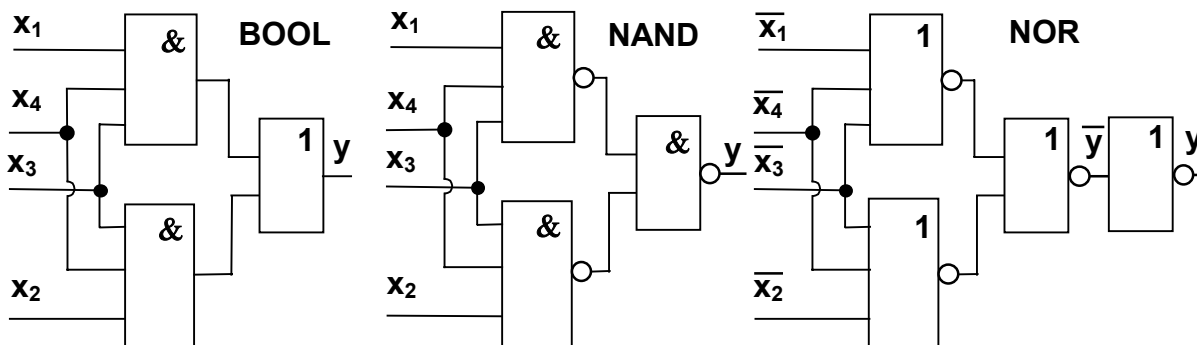 x₁ & BOOL
x₄
1 y
x₃
&
x₂
x₁ & NAND
x₄
& y
x₃
&
x₂
x̅₁ 1 NOR
x̅₄
1 y̅ 1 y
x̅₃
1
x̅₂